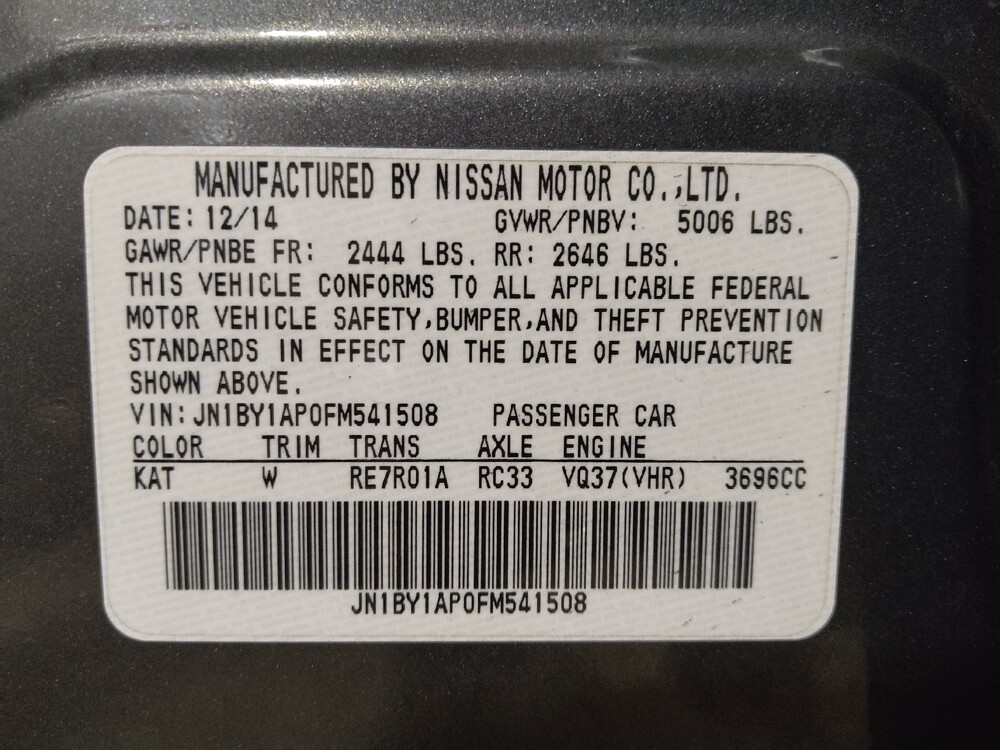 MANUFACTURED BY NISSAN MOTOR CO.,LTD.
DATE: 12/14 GVWR/PNBV: 5006 LBS.
GAWR/PNBE FR: 2444 LBS. RR: 2646 LBS.
THIS VEHICLE CONFORMS TO ALL APPLICABLE FEDERAL
MOTOR VEHICLE SAFETY,BUMPER,AND THEFT PREVENTION
STANDARDS IN EFFECT ON THE DATE OF MANUFACTURE
SHOWN ABOVE.
VIN: JN1BY1AP0FM541508 PASSENGER CAR
COLOR TRIM TRANS AXLE ENGINE
KAT W RE7R01A RC33 VQ37(VHR) 3696CC
JN1BY1AP0FM541508